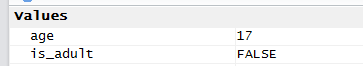 Values
age 17
is_adult FALSE